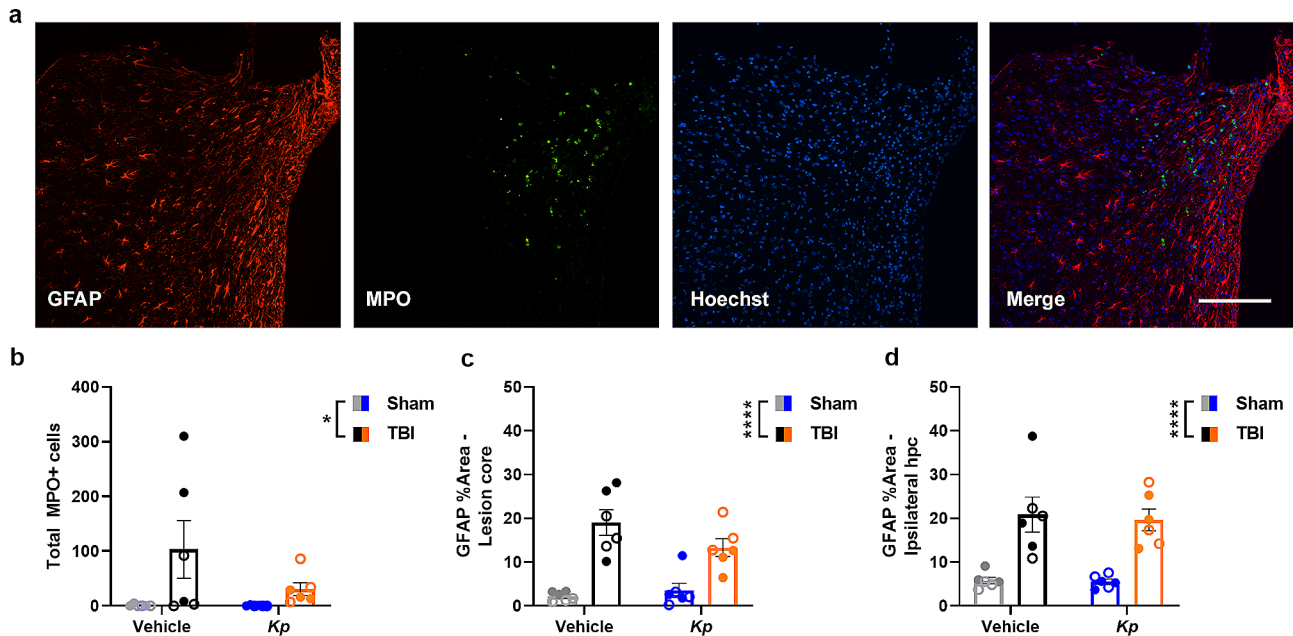 a
GFAP
MPO
Hoechst
Merge
b
Total MPO+ cells
400
300
200
100
0
Vehicle
Kp
*
Sham
TBI
c
GFAP %Area -
Lesion core
50
40
30
20
10
0
Vehicle
Kp
****
Sham
TBI
d
GFAP %Area -
Ipsilateral hpc
50
40
30
20
10
0
Vehicle
Kp
****
Sham
TBI